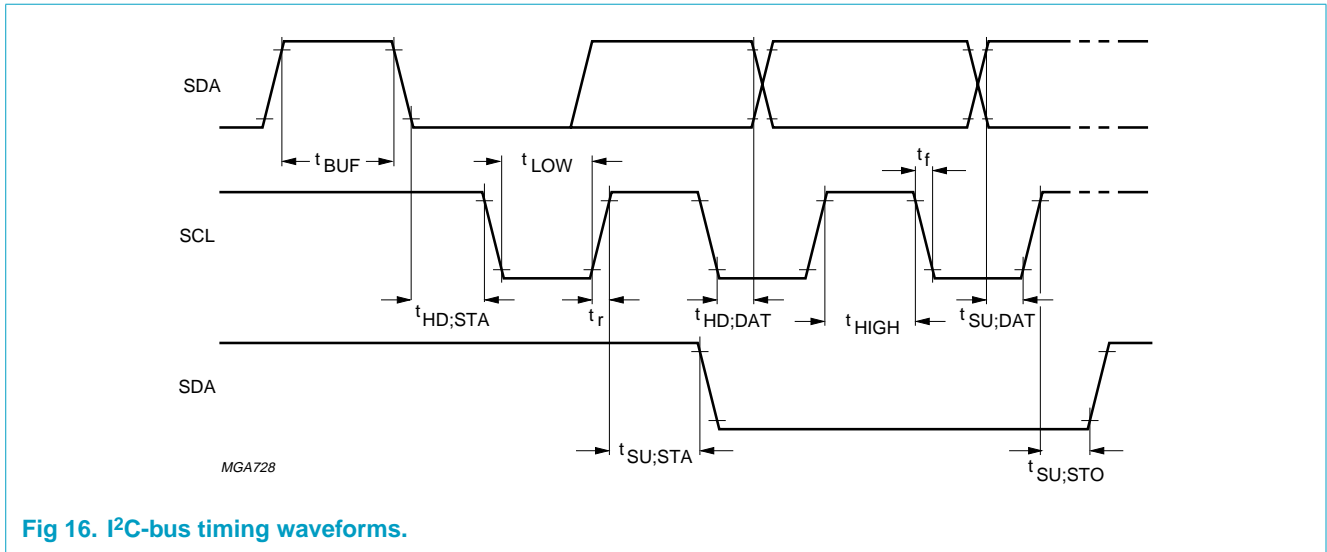 SDA
t BUF
t LOW
t f
SCL
t HD;STA
t r
t HD;DAT
t HIGH
t SU;DAT
SDA
t SU;STA
t SU;STO
MGA728
Fig 16. I²C-bus timing waveforms.